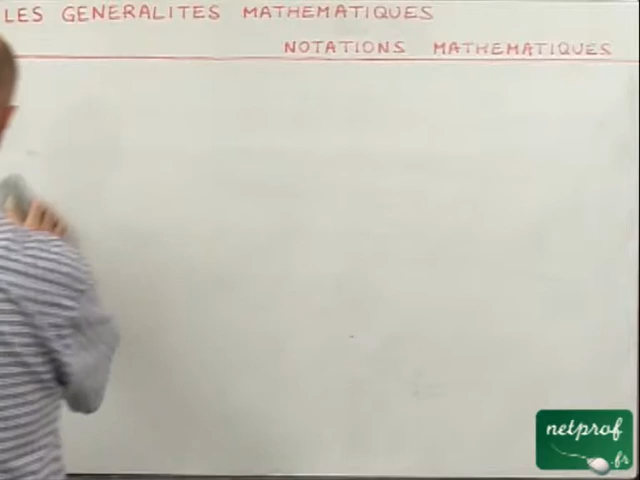 LES GENERALITES MATHEMATIQUES
NOTATIONS MATHEMATIQUES
netprof
.fr